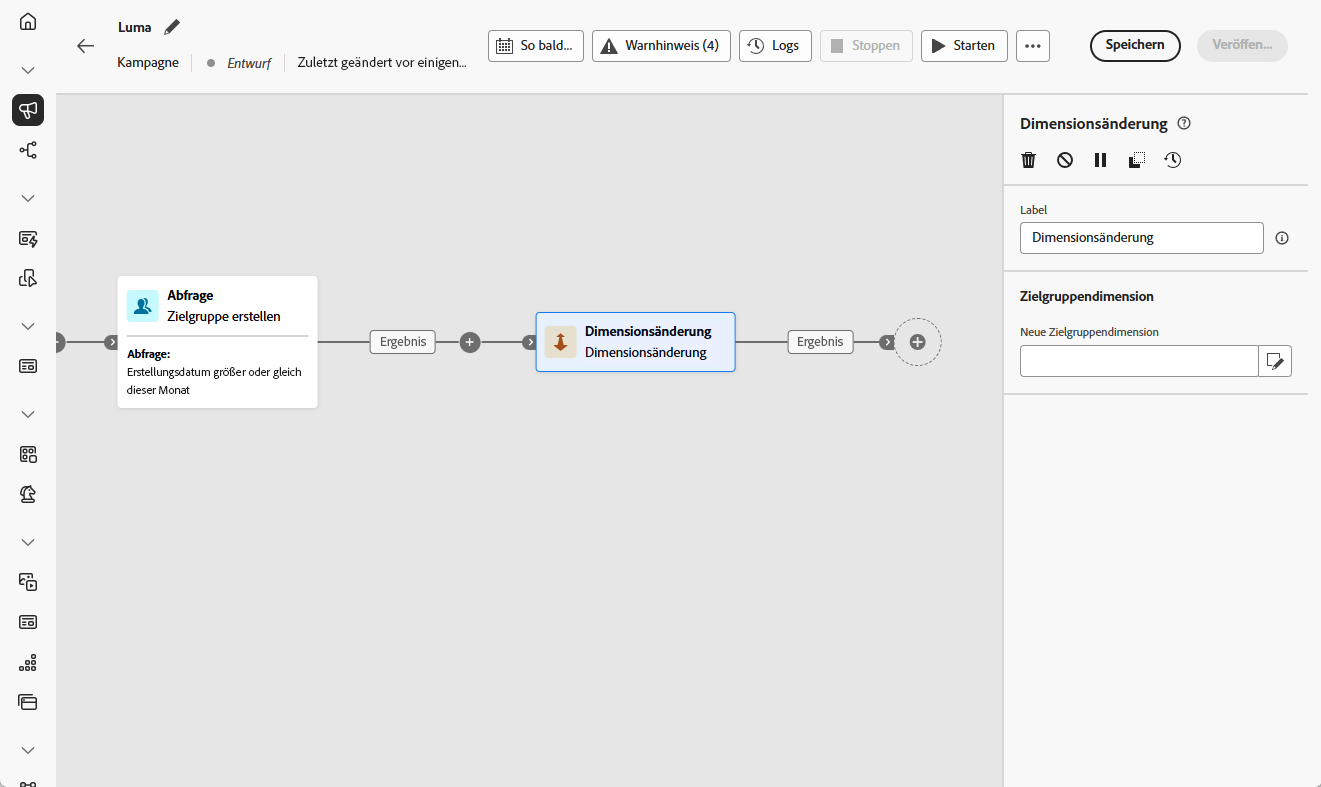 Luma
Kampagne
Entwurf
Zuletzt geändert vor einigen...
So bald...
Warnhinweis (4)
Logs
Stoppen
Starten
Speichern
Veröffen...
Abfrage
Zielgruppe erstellen
Abfrage:
Erstellungsdatum größer oder gleich
dieser Monat
Ergebnis
Dimensionsänderung
Dimensionsänderung
Ergebnis
Dimensionsänderung
Label
Dimensionsänderung
Zielgruppendimension
Neue Zielgruppendimension